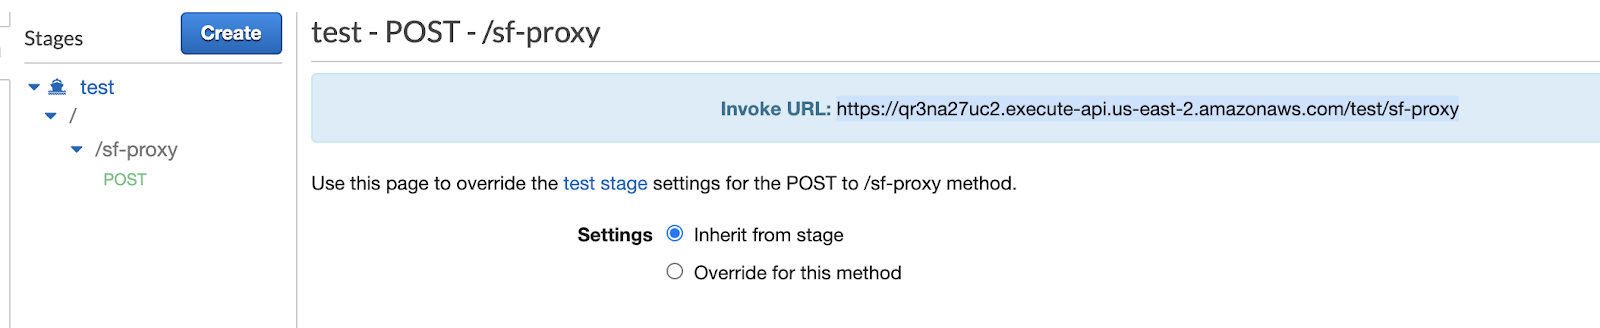 Stages
Create
test
/
/sf-proxy
POST
test - POST - /sf-proxy
Invoke URL: https://qr3na27uc2.execute-api.us-east-2.amazonaws.com/test/sf-proxy
Use this page to override the test stage settings for the POST to /sf-proxy method.
Settings Inherit from stage
Override for this method